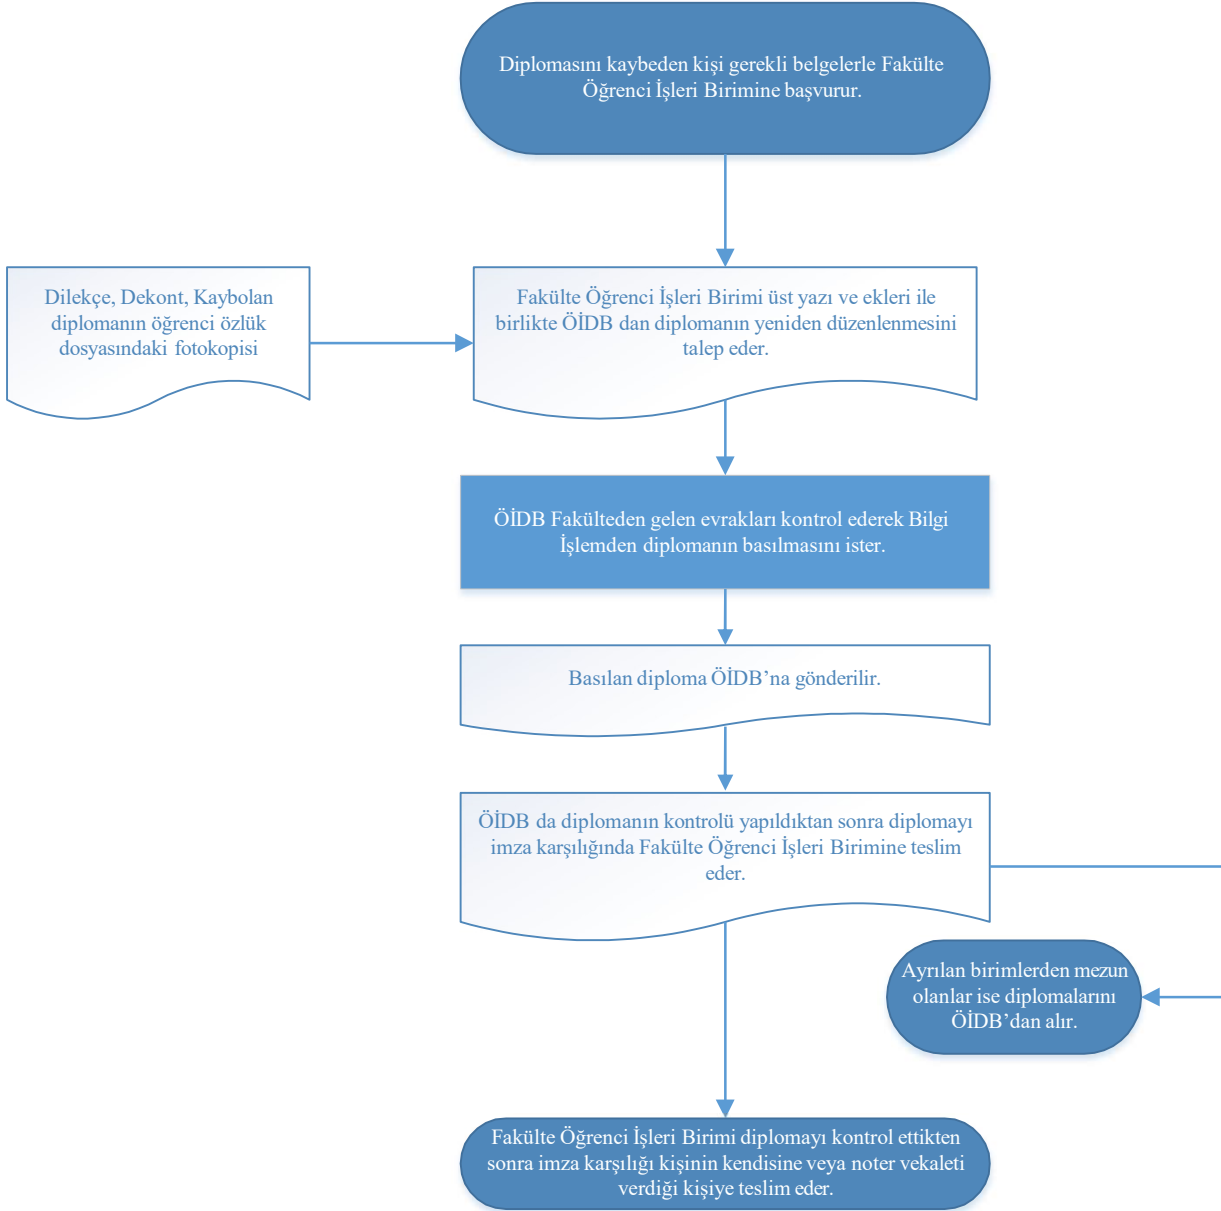 Diplomasını kaybeden kişi gerekli belgelerle Fakülte
Öğrenci İşleri Birimine başvurur.
Dilekçe, Dekont, Kaybolan
diplomanın öğrenci özlük
dosyasındaki fotokopisi
Fakülte Öğrenci İşleri Birimi üst yazı ve ekleri ile
birlikte ÖİDB dan diplomanın yeniden düzenlenmesini
talep eder.
ÖİDB Fakülteden gelen evrakları kontrol ederek Bilgi
İşlemden diplomanın basılmasını ister.
Basılan diploma ÖİDB’na gönderilir.
ÖİDB da diplomanın kontrolü yapıldıktan sonra diplomayı
imza karşılığında Fakülte Öğrenci İşleri Birimine teslim
eder.
Ayrılan birimlerden mezun
olanlar ise diplomalarını
ÖİDB’dan alır.
Fakülte Öğrenci İşleri Birimi diplomayı kontrol ettikten
sonra imza karşılığı kişinin kendisine veya noter vekaleti
verdiği kişiye teslim eder.